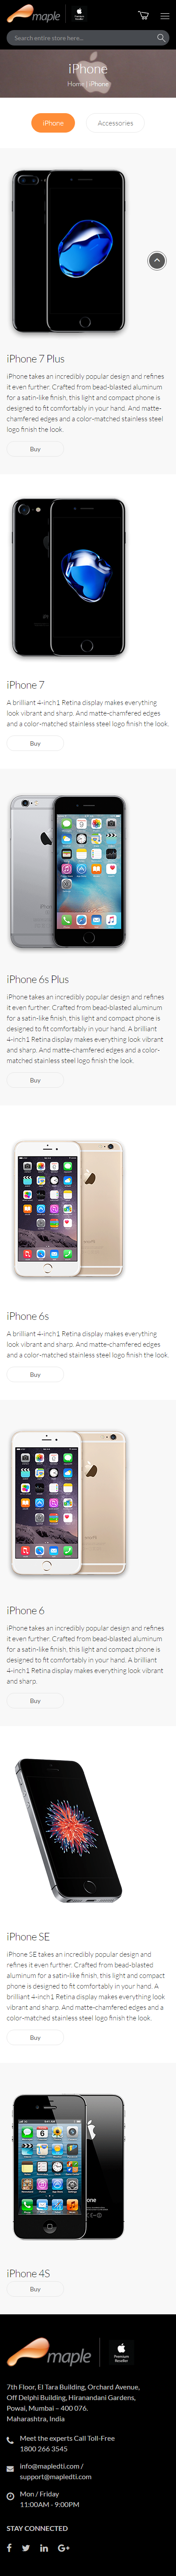 maple
Search entire store here...
iPhone
Home | iPhone
iPhone
Accessories
iPhone 7 Plus
iPhone takes an incredibly popular design and refines
it even further. Crafted from bead-blasted aluminum
for a satin-like finish, this light and compact phone is
designed to fit comfortably in your hand. And matte-
chamfered edges and a color-matched stainless steel
logo finish the look.
Buy
iPhone 7
A brilliant 4-inch1 Retina display makes everything
look vibrant and sharp. And matte-chamfered edges
and a color-matched stainless steel logo finish the look.
Buy
iPhone 6s Plus
iPhone takes an incredibly popular design and refines
it even further. Crafted from bead-blasted aluminum
for a satin-like finish, this light and compact phone is
designed to fit comfortably in your hand. A brilliant
4-inch1 Retina display makes everything look vibrant
and sharp. And matte-chamfered edges and a color-
matched stainless steel logo finish the look.
Buy
iPhone 6s
A brilliant 4-inch1 Retina display makes everything
look vibrant and sharp. And matte-chamfered edges
and a color-matched stainless steel logo finish the look.
Buy
iPhone 6
iPhone takes an incredibly popular design and refines
it even further. Crafted from bead-blasted aluminum
for a satin-like finish, this light and compact phone is
designed to fit comfortably in your hand. A brilliant
4-inch1 Retina display makes everything look vibrant
and sharp.
Buy
iPhone SE
iPhone SE takes an incredibly popular design and
refines it even further. Crafted from bead-blasted
aluminum for a satin-like finish, this light and compact
phone is designed to fit comfortably in your hand. A
brilliant 4-inch1 Retina display makes everything look
vibrant and sharp. And matte-chamfered edges and a
color-matched stainless steel logo finish the look.
Buy
iPhone 4S
Buy
maple
Premium
Reseller
7th Floor, El Tara Building, Orchard Avenue,
Off Delphi Building, Hiranandani Gardens,
Powai, Mumbai – 400 076.
Maharashtra, India
Meet the experts Call Toll-Free
1800 266 3545
info@mapledti.com /
support@mapledti.com
Mon / Friday
11:00AM - 9:00PM
STAY CONNECTED